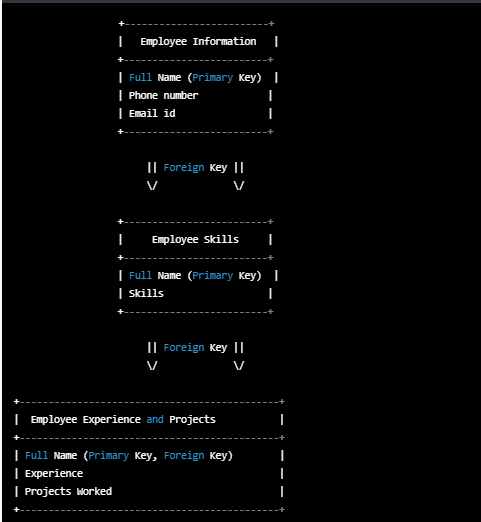 +-------------------------+
|   Employee Information   |
+-------------------------+
| Full Name (Primary Key)  |
| Phone number            |
| Email id                |
+-------------------------+
|| Foreign Key ||
\/             \/
+-------------------------+
|     Employee Skills     |
+-------------------------+
| Full Name (Primary Key)  |
| Skills                  |
+-------------------------+
|| Foreign Key ||
\/             \/
+---------------------------------------------+
|  Employee Experience and Projects           |
+---------------------------------------------+
| Full Name (Primary Key, Foreign Key)        |
| Experience                                  |
| Projects Worked                             |
+---------------------------------------------+